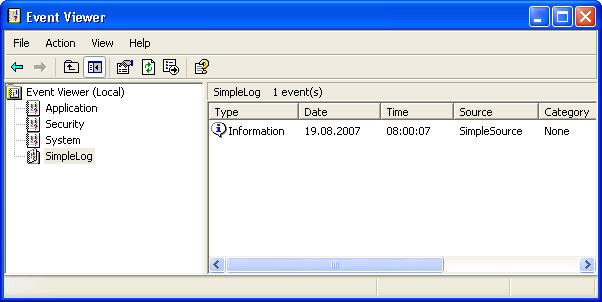 Event Viewer
File Action View Help
Event Viewer (Local)
Application
Security
System
SimpleLog
SimpleLog 1 event(s)
Type Date Time Source Category
Information 19.08.2007 08:00:07 SimpleSource None